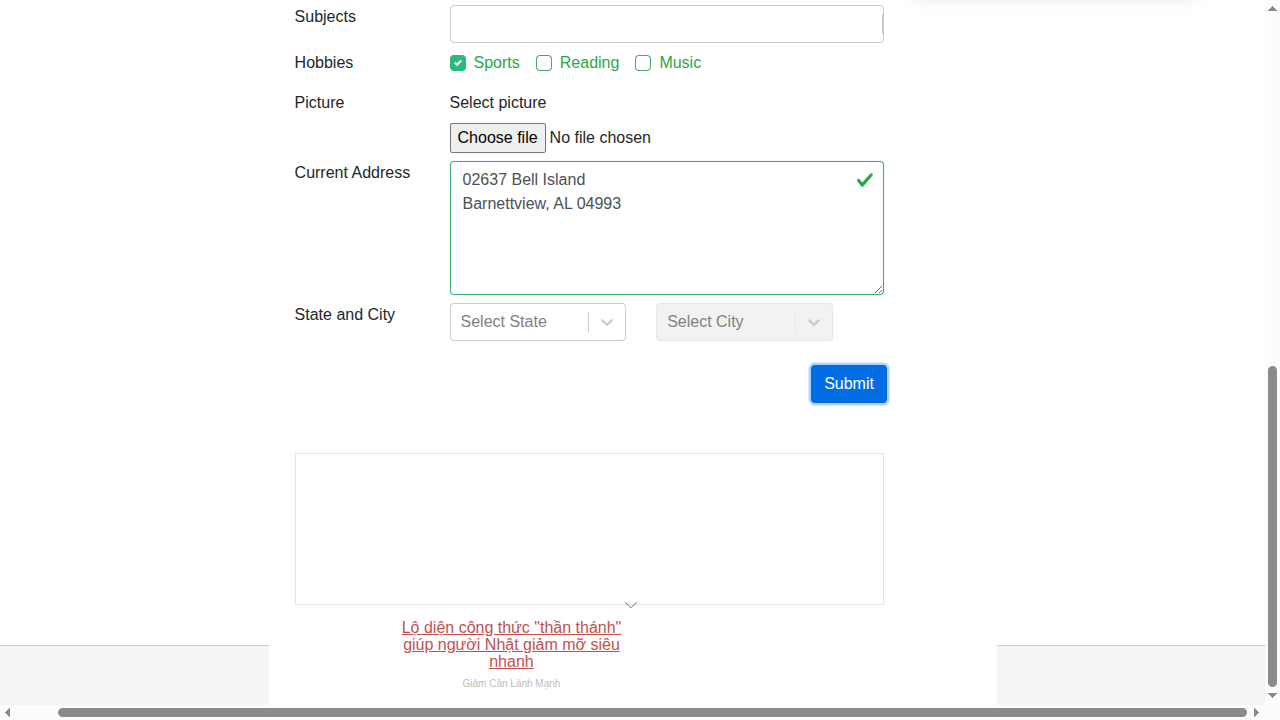 Subjects
Hobbies Sports Reading Music
Picture Select picture
Choose file No file chosen
Current Address 02637 Bell Island
Barnettview, AL 04993
State and City Select State Select City
Submit
Lộ diện công thức "thần thánh"
giúp người Nhật giảm mỡ siêu
nhanh
Giảm Cân Lành Mạnh